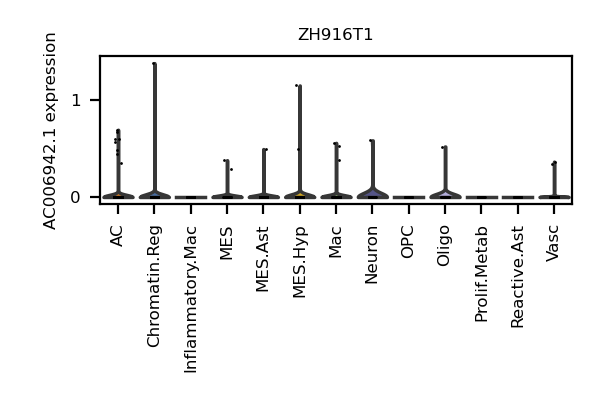 ZH916T1
AC006942.1 expression
1
0
AC
Chromatin.Reg
Inflammatory.Mac
MES
MES.Ast
MES.Hyp
Mac
Neuron
OPC
Oligo
Prolif.Metab
Reactive.Ast
Vasc